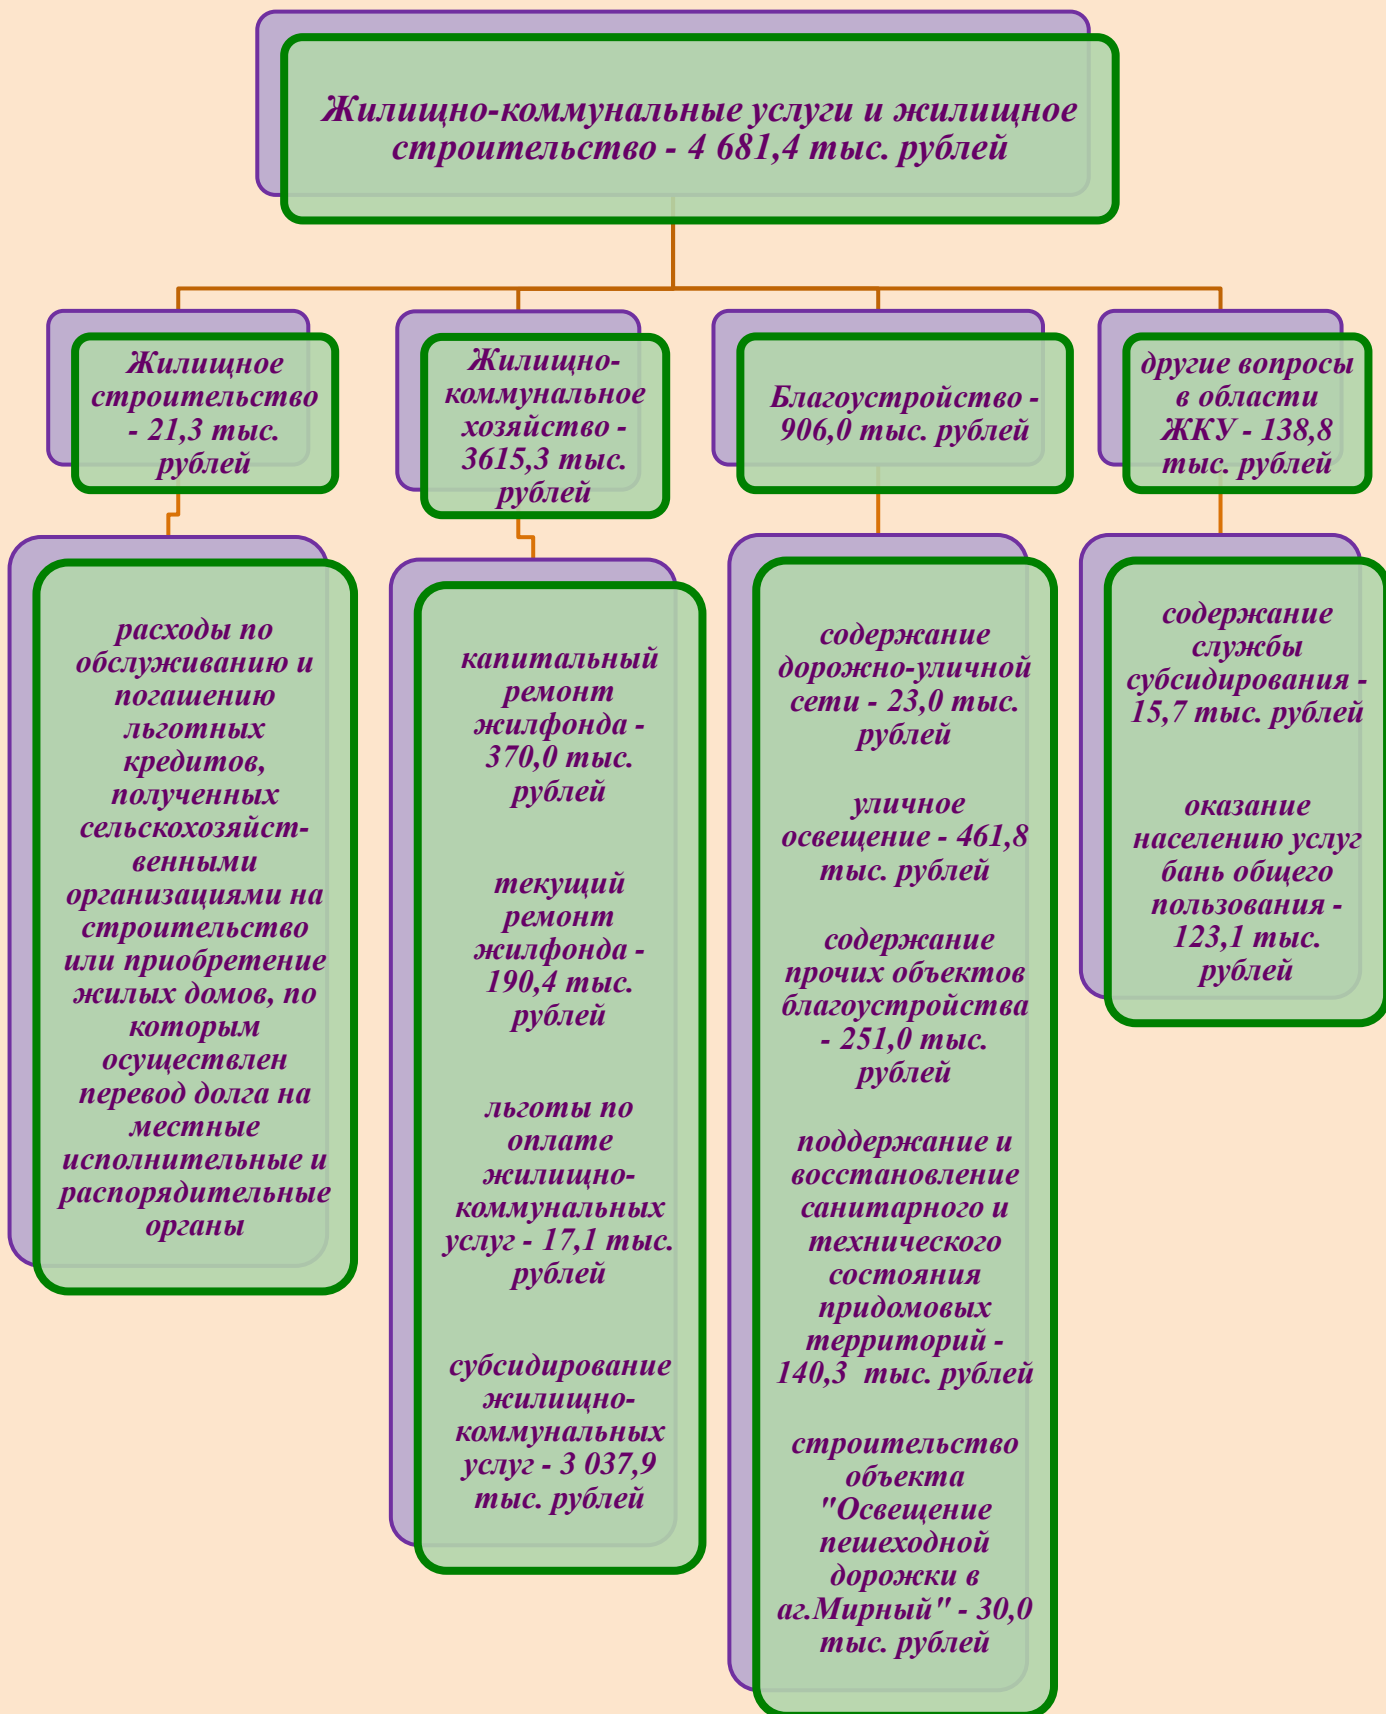 Жилищно-коммунальные услуги и жилищное
строительство - 4 681,4 тыс. рублей
Жилищное
строительство
- 21,3 тыс.
рублей
Жилищно-
коммунальное
хозяйство -
3615,3 тыс.
рублей
Благоустройство -
906,0 тыс. рублей
другие вопросы
в области
ЖКУ - 138,8
тыс. рублей
расходы по
обслуживанию и
погашению
льготных
кредитов,
полученных
сельскохозяйст-
венными
организациями на
строительство
или приобретение
жилых домов, по
которым
осуществлен
перевод долга на
местные
исполнительные и
распорядительные
органы
капитальный
ремонт
жилфонда -
370,0 тыс.
рублей
текущий
ремонт
жилфонда -
190,4 тыс.
рублей
льготы по
оплате
жилищно-
коммунальных
услуг - 17,1 тыс.
рублей
субсидирование
жилищно-
коммунальных
услуг - 3 037,9
тыс. рублей
содержание
дорожно-уличной
сети - 23,0 тыс.
рублей
уличное
освещение - 461,8
тыс. рублей
содержание
прочих объектов
благоустройства
- 251,0 тыс.
рублей
поддержание и
восстановление
санитарного и
технического
состояния
придомовых
территорий -
140,3  тыс. рублей
строительство
объекта
"Освещение
пешеходной
дорожки в
аг.Мирный" - 30,0
тыс. рублей
содержание
службы
субсидирования -
15,7 тыс. рублей
оказание
населению услуг
бань общего
пользования -
123,1 тыс.
рублей